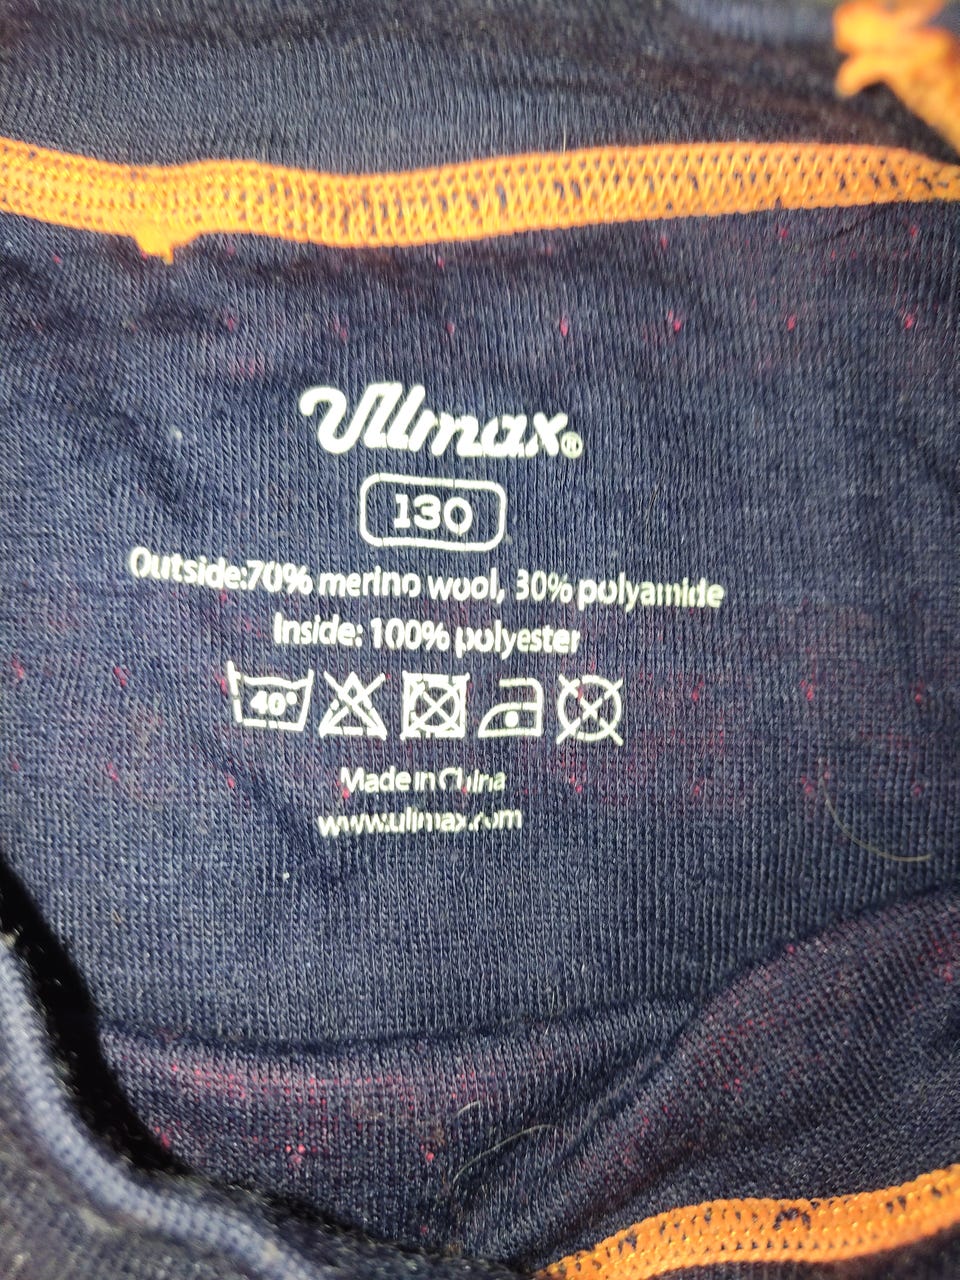 Ullmax®
130
Outside:70% merino wool, 30% polyamide
Inside: 100% polyester
40°
Made in China
www.ullmax.com